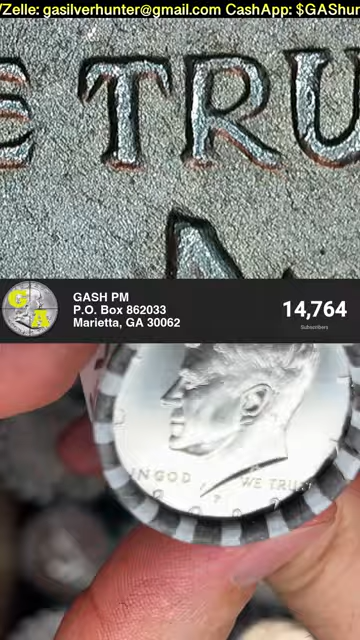 /Zelle: gasilverhunter@gmail.com CashApp: $GAShun
E TRU
GA
GASH PM
P.O. Box 862033
Marietta, GA 30062
14,764
Subscribers
IN GOD WE TRUST